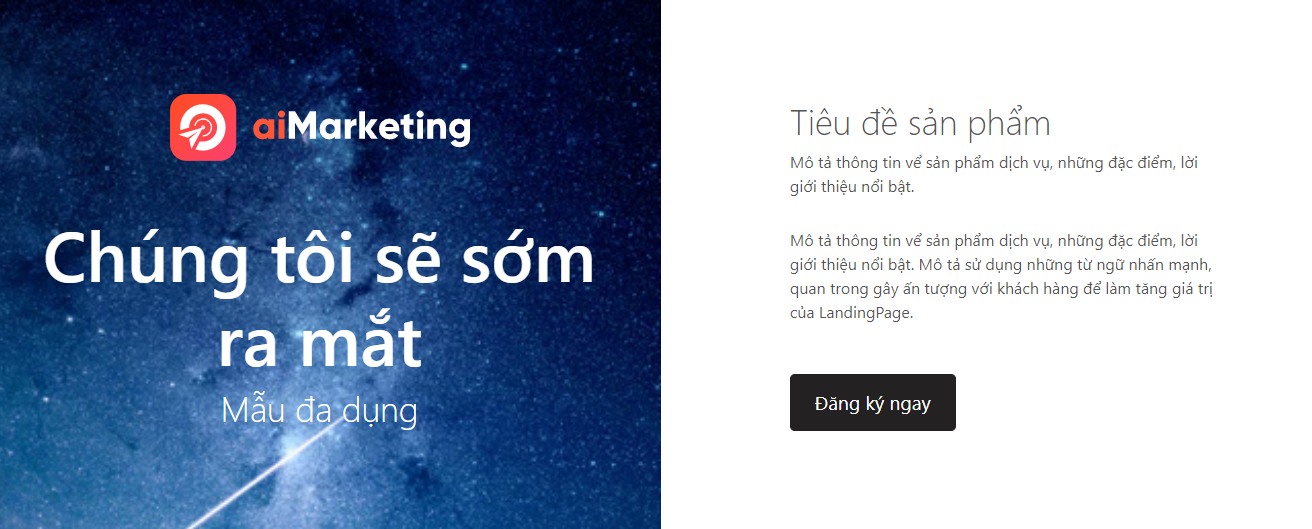 aiMarketing
Chúng tôi sẽ sớm
ra mắt
Mẫu đa dụng
Tiêu đề sản phẩm
Mô tả thông tin vể sản phẩm dịch vụ, những đặc điểm, lời
giới thiệu nổi bật.
Mô tả thông tin vể sản phẩm dịch vụ, những đặc điểm, lời
giới thiệu nổi bật. Mô tả sử dụng những từ ngữ nhấn mạnh,
quan trong gây ấn tượng với khách hàng để làm tăng giá trị
của LandingPage.
Đăng ký ngay